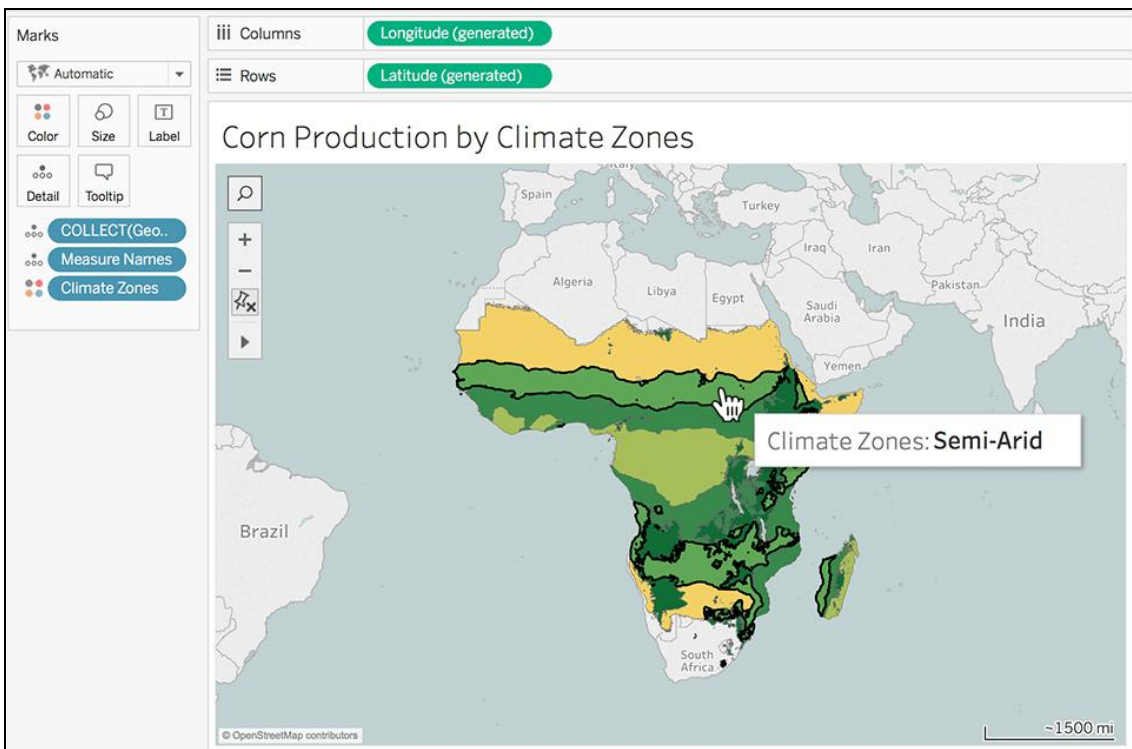 Marks
Automatic
Color Size Label
Detail Tooltip
COLLECT(Geo..
Measure Names
Climate Zones
Columns Longitude (generated)
Rows Latitude (generated)
Corn Production by Climate Zones
Italy
Spain
Turkey
Iraq
Iran
Algeria
Libya
Egypt
Pakistan
Saudi
Arabia
India
Yemen
Climate Zones: Semi-Arid
Brazil
South
Africa
© OpenStreetMap contributors
~1500 mi